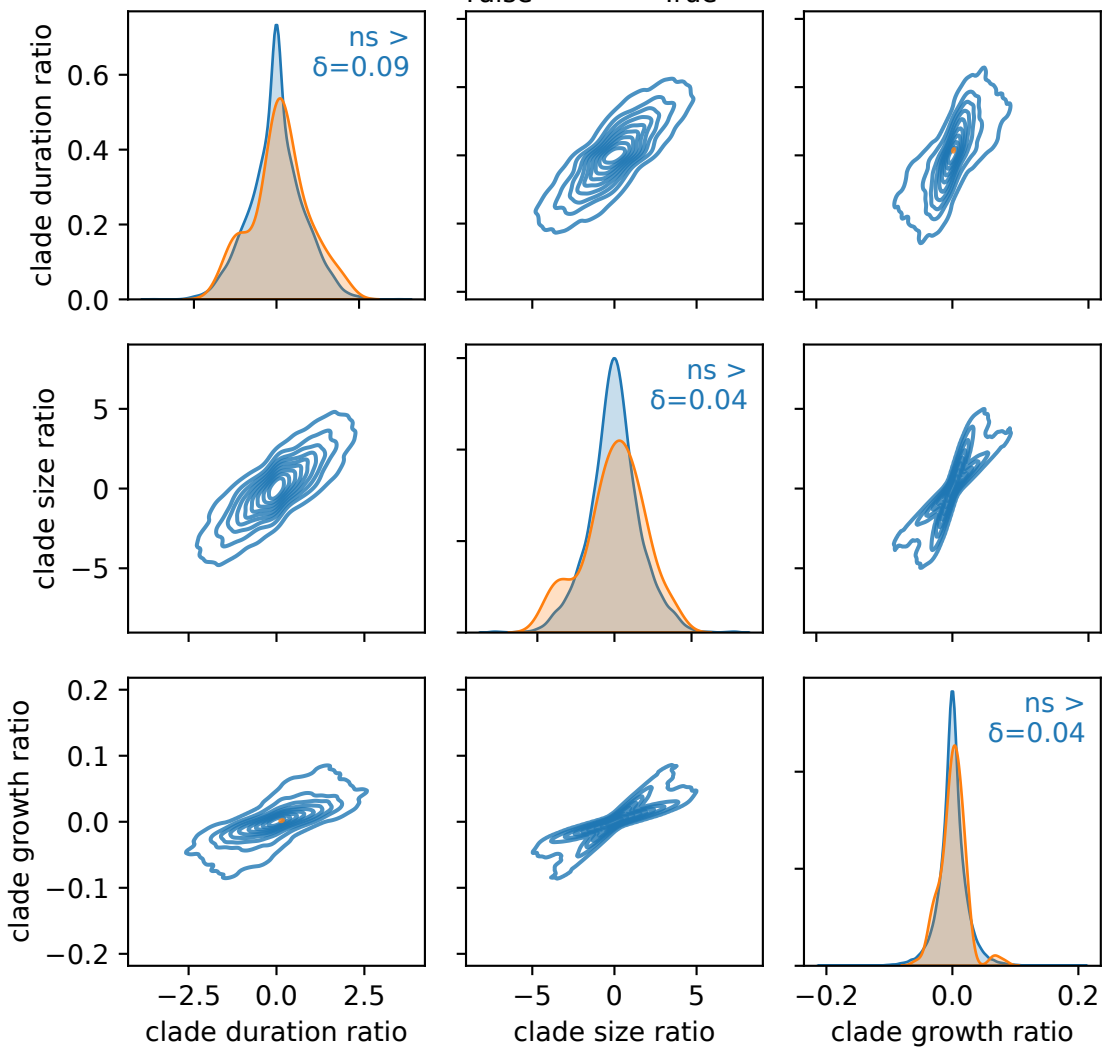 clade duration ratio
0.6
0.4
0.2
0.0
ns >
δ=0.09
clade size ratio
5
0
−5
ns >
δ=0.04
clade growth ratio
0.2
0.1
0.0
−0.1
−0.2
ns >
δ=0.04
−2.5 0.0 2.5
clade duration ratio
−5 0 5
clade size ratio
−0.2 0.0 0.2
clade growth ratio